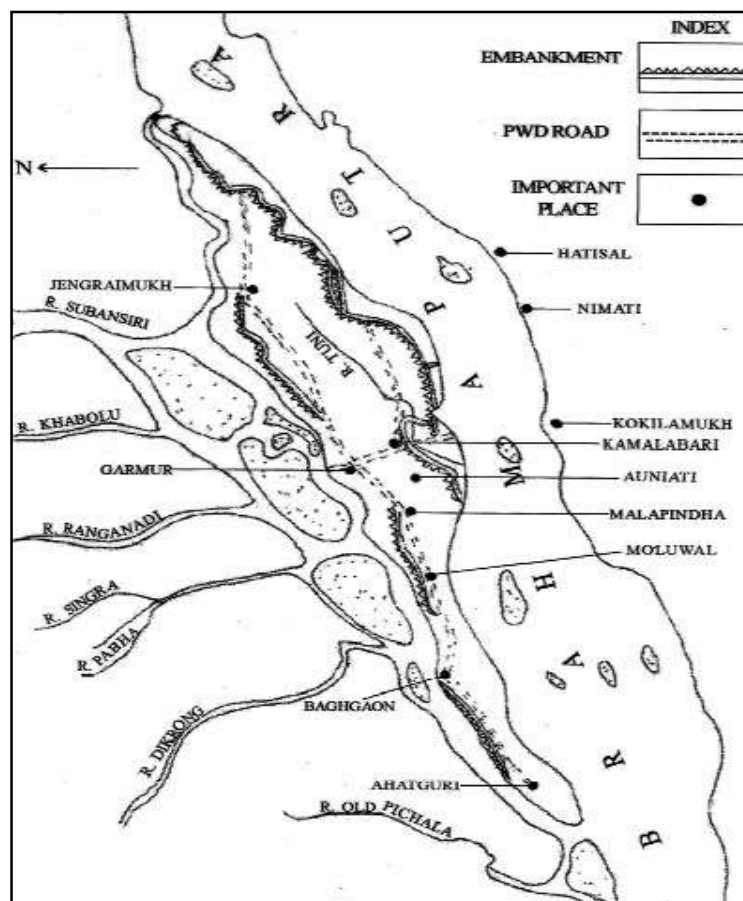 INDEX
EMBANKMENT
PWD ROAD
IMPORTANT
PLACE
N
BRAHMAPUTRA
HATISAL
NIMATI
KOKILAMUKH
KAMALABARI
AUNIATI
MALAPINDHA
MOLUWAL
JENGRAIMUKH
R. SUBANSIRI
R. TUNI
R. KHABOLU
GARMUR
R. RANGANADI
R. SINGRA
R. PABHA
BAGHGAON
R. DIKRONG
AHATGURI
R. OLD PICHALA